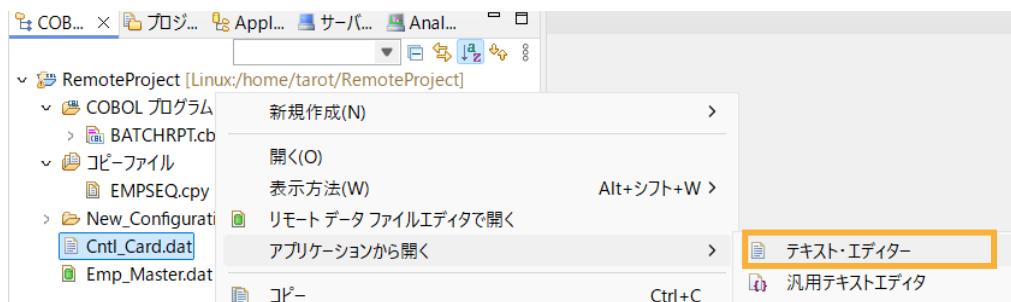 COB... プロジ... Appl... サーバ... Anal...
RemoteProject [Linux:/home/tarot/RemoteProject]
COBOL プログラム
BATCHRPT.cb
コピーファイル
EMPSEQ.cpy
New_Configurati
Cntl_Card.dat
Emp_Master.dat
新規作成(N)
開く(O)
表示方法(W) Alt+シフト+W
リモート データ ファイルエディタで開く
アプリケーションから開く
コピー Ctrl+C
テキスト・エディター
汎用テキストエディタ